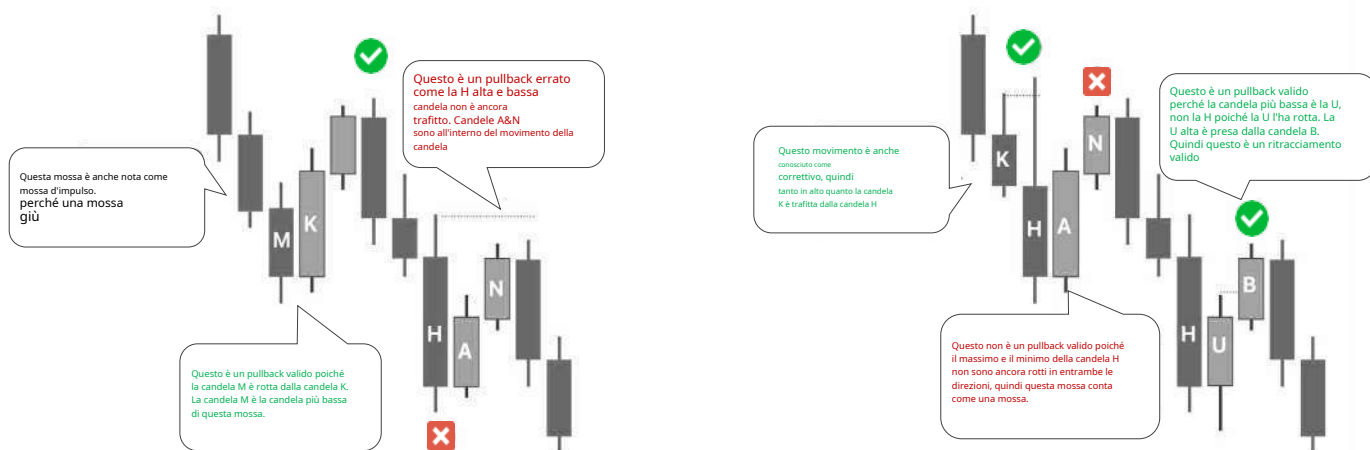 Questa mossa è anche nota come
mossa d'impulso.
perché una mossa
giù
M
K
Questo è un pullback valido poiché
la candela M è rotta dalla candela K.
La candela M è la candela più bassa
di questa mossa.
Questo è un pullback errato
come la H alta e bassa
candela non è ancora
trafitto. Candele A&N
sono all'interno del movimento della
candela
H
A
N
Questo movimento è anche
conosciuto come
correttivo, quindi
tanto in alto quanto la candela
K è trafitta dalla candela H
K
H
A
N
Questo non è un pullback valido poiché
il massimo e il minimo della candela H
non sono ancora rotti in entrambe le
direzioni, quindi questa mossa conta
come una mossa.
Questo è un pullback valido
perché la candela più bassa è la U,
non la H poiché la U l'ha rotta. La
U alta è presa dalla candela B.
Quindi questo è un ritracciamento
valido
H
U
B